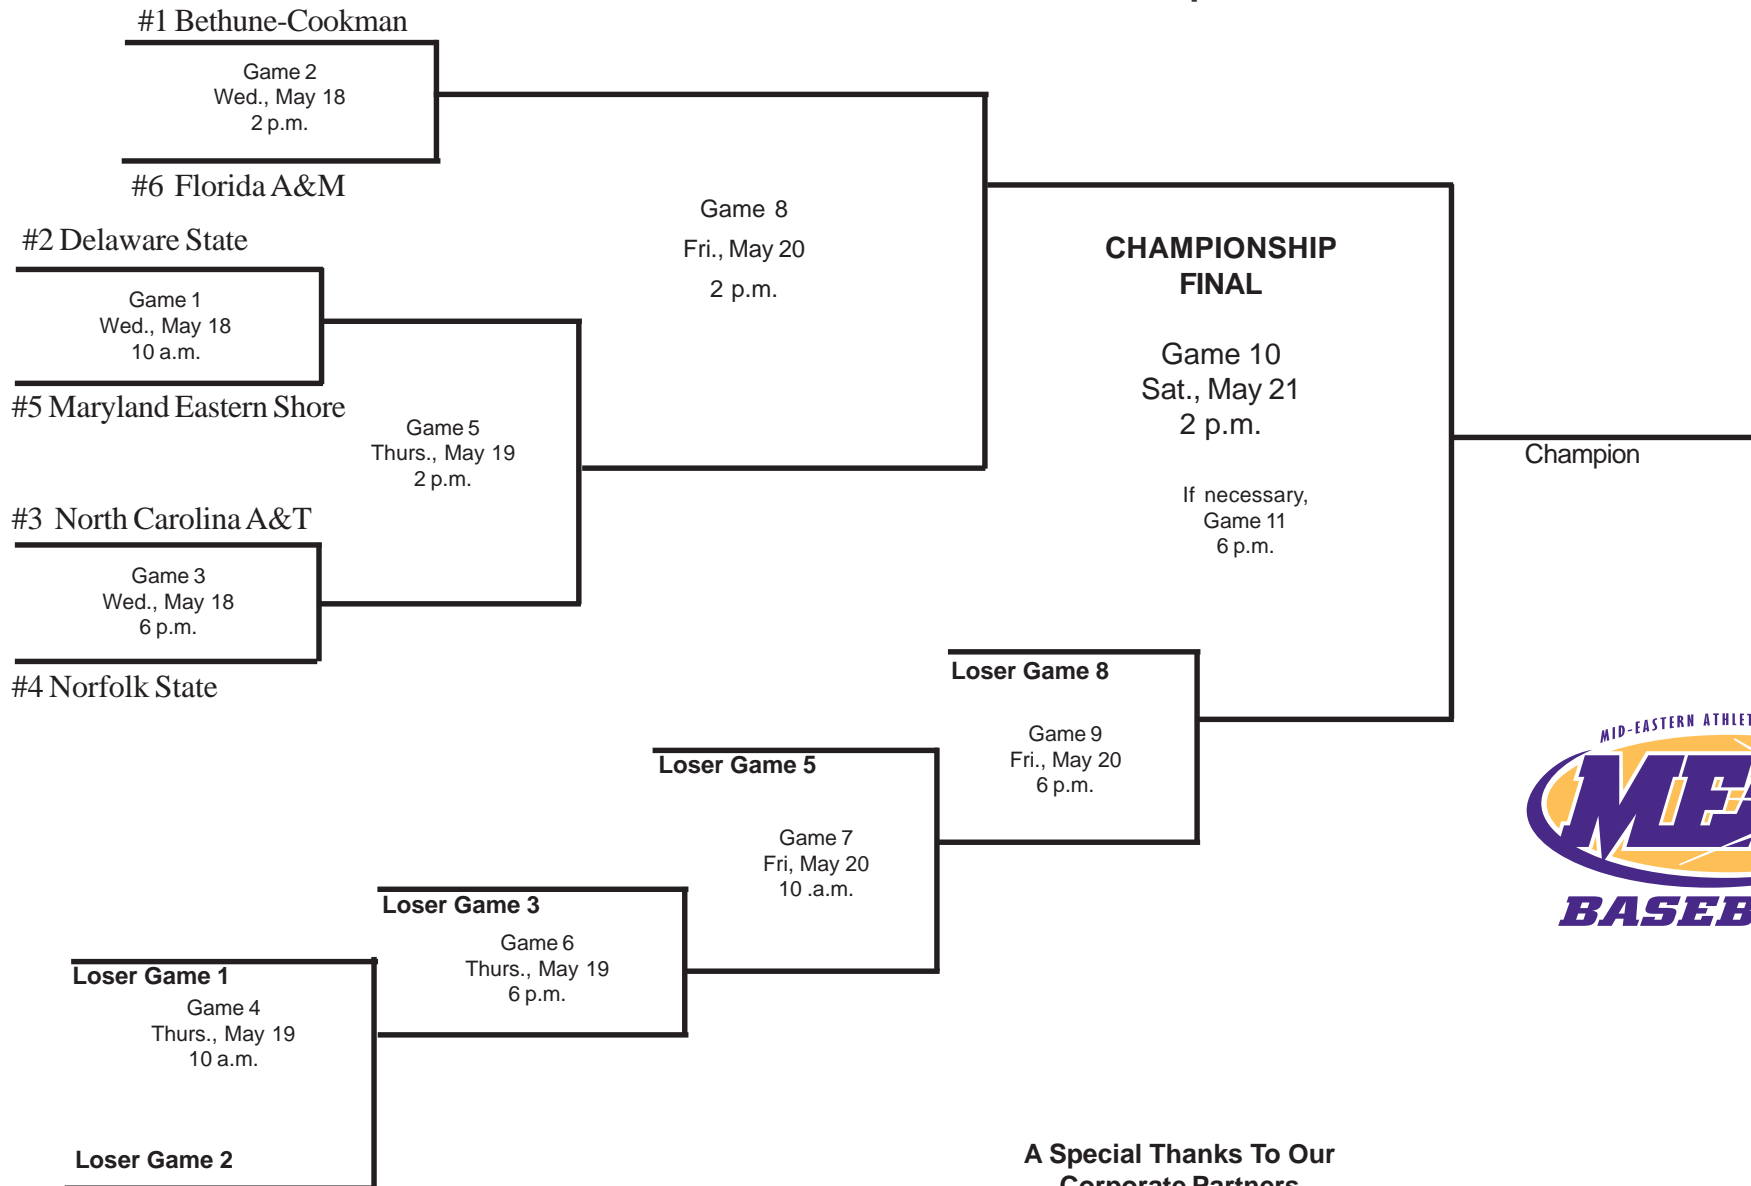 #1 Bethune-Cookman
Game 2
Wed., May 18
2 p.m.
#6 Florida A&M
#2 Delaware State
Game 1
Wed., May 18
10 a.m.
#5 Maryland Eastern Shore
Game 5
Thurs., May 19
2 p.m.
#3 North Carolina A&T
Game 3
Wed., May 18
6 p.m.
#4 Norfolk State
Game 8
Fri., May 20
2 p.m.
CHAMPIONSHIP
FINAL
Game 10
Sat., May 21
2 p.m.
If necessary,
Game 11
6 p.m.
Champion
Loser Game 8
Game 9
Fri., May 20
6 p.m.
Loser Game 5
Game 7
Fri, May 20
10 .a.m.
Loser Game 3
Game 6
Thurs., May 19
6 p.m.
Loser Game 1
Game 4
Thurs., May 19
10 a.m.
Loser Game 2
MID-EASTERN
A Special Thanks To Our
Corporate Partners